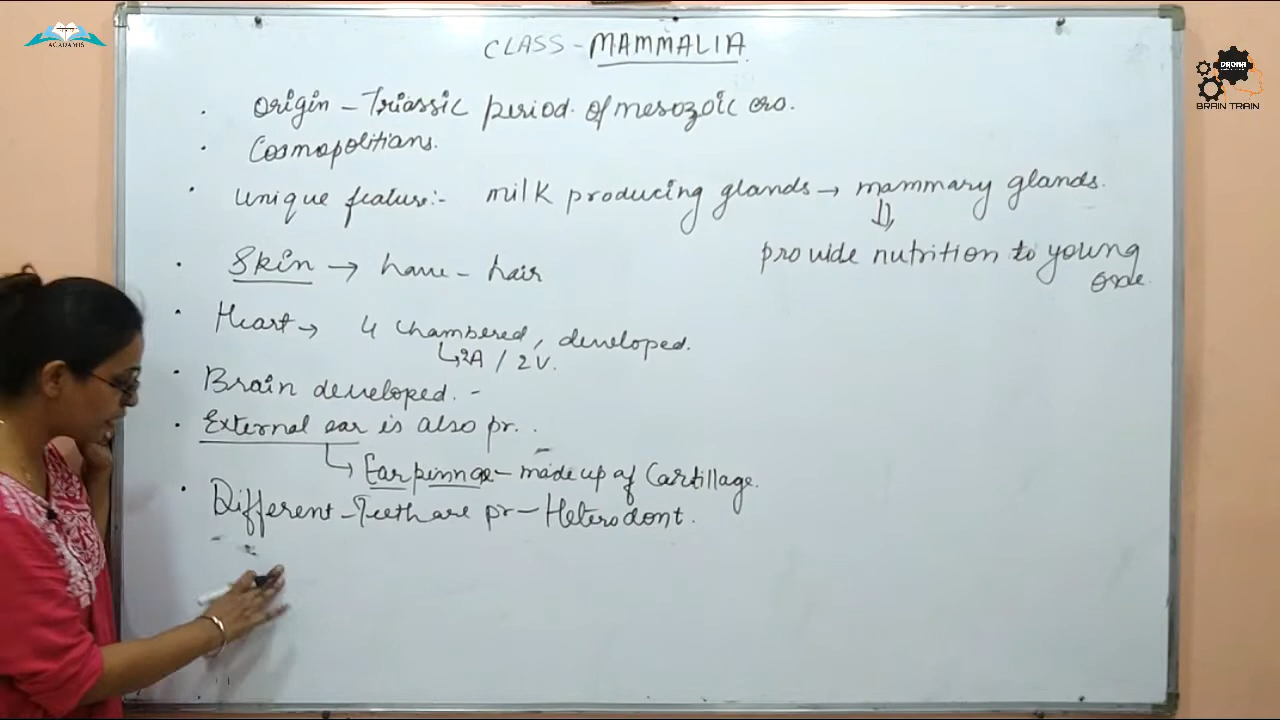 ACADAMIS
DRONA
BRAIN TRAIN
CLASS - MAMMALIA
. Origin - Triassic period. of mesozoic era.
. Cosmopolitians.
. Unique feature:- milk producing glands → mammary glands.
⇓
provide nutrition to young
one.
. Skin → have - hair
. Heart → 4 chambered, developed.
↳ 2A / 2V.
. Brain developed. -
. External ear is also pr. .
↳ Ear pinnae - made up of Cartillage.
. Different - Teeth are pr - Heterodont.